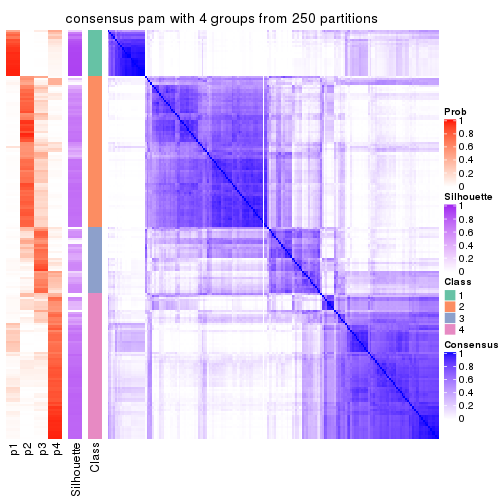 consensus pam with 4 groups from 250 partitions
Prob
1
0.8
0.6
0.4
0.2
0
Silhouette
1
0.8
0.6
0.4
0.2
0
Class
1
2
3
4
Consensus
1
0.8
0.6
0.4
0.2
0
p1
p2
p3
p4
Silhouette
Class